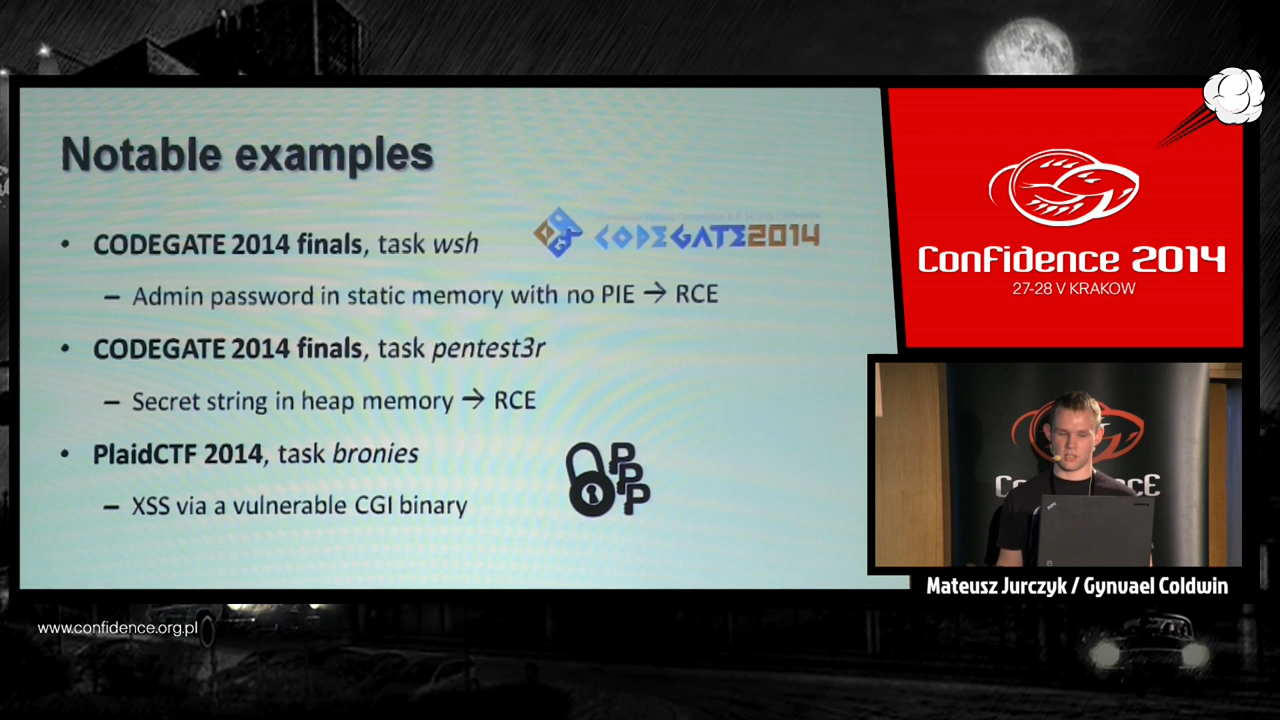 Notable examples
• CODEGATE 2014 finals, task wsh
CODEGATE2014
– Admin password in static memory with no PIE → RCE
• CODEGATE 2014 finals, task pentest3r
– Secret string in heap memory → RCE
• PlaidCTF 2014, task bronies
PPP
– XSS via a vulnerable CGI binary
Confidence 2014
27-28 V KRAKOW
Mateusz Jurczyk / Gynvael Coldwin
www.confidence.org.pl